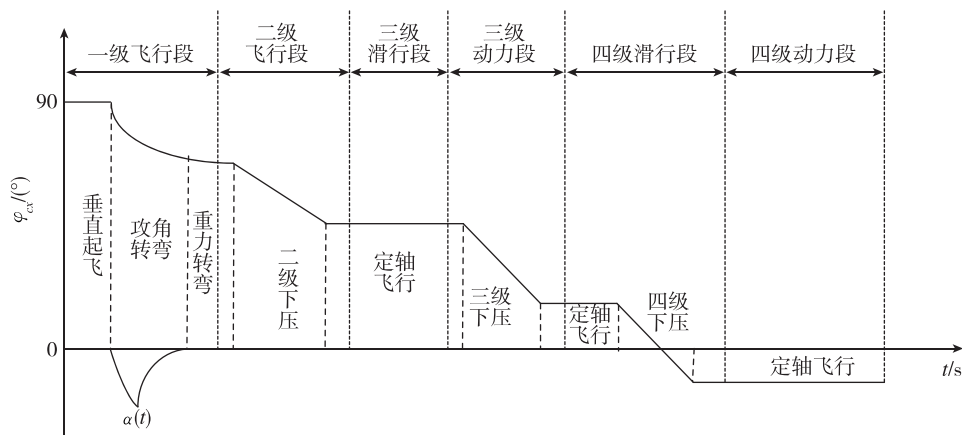 一级飞行段
二级
飞行段
三级
滑行段
三级
动力段
四级滑行段
四级动力段
90
φcx/(°)
垂直起飞
攻角
转弯
重力转弯
二级下压
定轴
飞行
三级
下压
定轴
飞行
四级
下压
0
定轴飞行
t/s
α(t)